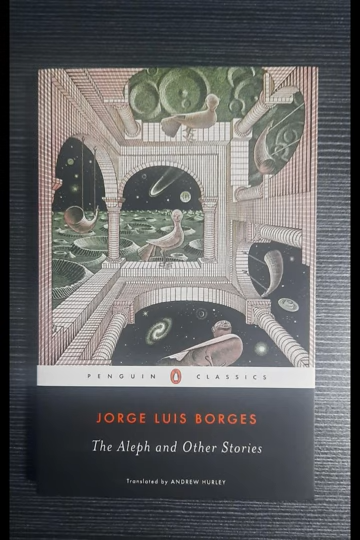 PENGUIN CLASSICS
JORGE LUIS BORGES
The Aleph and Other Stories
Translated by ANDREW HURLEY